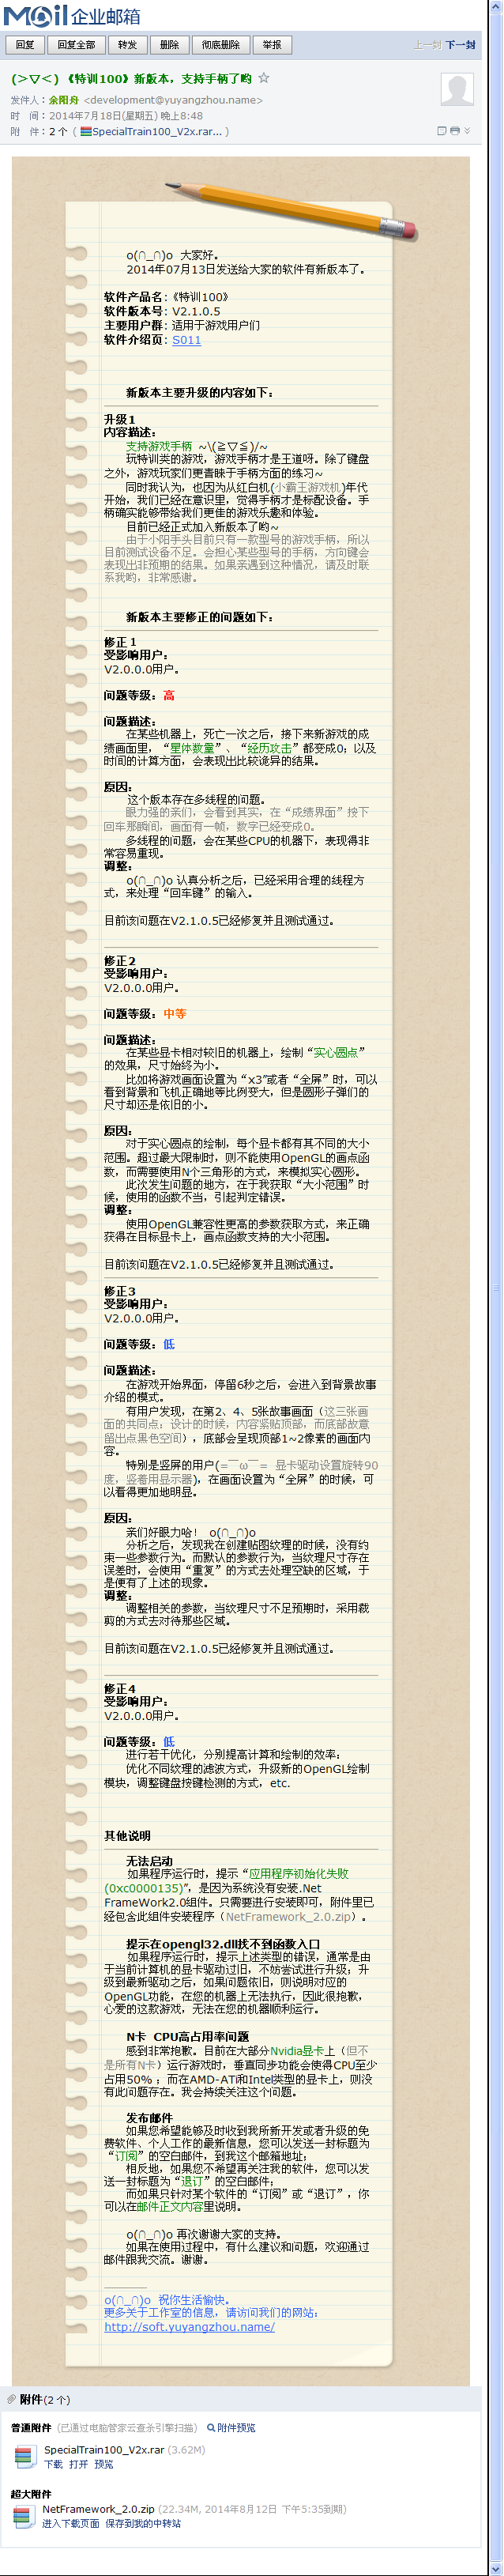 Mail 企业邮箱
回复 回复全部 转发 删除 彻底删除 举报 上一封 下一封
(>▽<) 《特训100》新版本，支持手柄了哟 ☆
发件人：余阳舟 <development@yuyangzhou.name>
时　间：2014年7月18日(星期五) 晚上8:48
附　件：2 个 ( SpecialTrain100_V2x.rar... )
o(∩_∩)o 大家好。
2014年07月13日发送给大家的软件有新版本了。
软件产品名：《特训100》
软件版本号：V2.1.0.5
主要用户群：适用于游戏用户们
软件介绍页：S011
新版本主要升级的内容如下：
升级1
内容描述：
支持游戏手柄 ~\(≧▽≦)/~
玩特训类的游戏，游戏手柄才是王道呀。除了键盘
之外，游戏玩家们更青睐于手柄方面的练习~
同时我认为，也因为从红白机(小霸王游戏机)年代
开始，我们已经在意识里，觉得手柄才是标配设备。手
柄确实能够带给我们更佳的游戏乐趣和体验。
目前已经正式加入新版本了哟~
由于小阳手头目前只有一款型号的游戏手柄，所以
目前测试设备不足。会担心某些型号的手柄，方向键会
表现出非预期的结果。如果亲遇到这种情况，请及时联
系我哟，非常感谢。
新版本主要修正的问题如下：
修正１
受影响用户：
V2.0.0.0用户。
问题等级：高
问题描述：
在某些机器上，死亡一次之后，接下来新游戏的成
绩画面里，“星体数量”、“经历攻击”都变成0；以及
时间的计算方面，会表现出比较诡异的结果。
原因：
这个版本存在多线程的问题。
眼力强的亲们，会看到其实，在“成绩界面”按下
回车那瞬间，画面有一帧，数字已经变成0。
多线程的问题，会在某些CPU的机器下，表现得非
常容易重现。
调整：
o(∩_∩)o 认真分析之后，已经采用合理的线程方
式，来处理“回车键”的输入。
目前该问题在V2.1.0.5已经修复并且测试通过。
修正2
受影响用户：
V2.0.0.0用户。
问题等级：中等
问题描述：
在某些显卡相对较旧的机器上，绘制“实心圆点”
的效果，尺寸始终为小。
比如将游戏画面设置为“x3”或者“全屏”时，可以
看到背景和飞机正确地等比例变大，但是圆形子弹们的
尺寸却还是依旧的小。
原因：
对于实心圆点的绘制，每个显卡都有其不同的大小
范围。超过最大限制时，则不能使用OpenGL的画点函
数，而需要使用N个三角形的方式，来模拟实心圆形。
此次发生问题的地方，在于我获取“大小范围”时
候，使用的函数不当，引起判定错误。
调整：
使用OpenGL兼容性更高的参数获取方式，来正确
获得在目标显卡上，画点函数支持的大小范围。
目前该问题在V2.1.0.5已经修复并且测试通过。
修正3
受影响用户：
V2.0.0.0用户。
问题等级：低
问题描述：
在游戏开始界面，停留6秒之后，会进入到背景故事
介绍的模式。
有用户发现，在第2、4、5张故事画面（这三张画
面的共同点：设计的时候，内容紧贴顶部，而底部故意
留出点黑色空间），底部会呈现顶部1~2像素的画面内
容。
特别是竖屏的用户(=￣ω￣= 显卡驱动设置旋转90
度，竖着用显示器)，在画面设置为“全屏”的时候，可
以看得更加地明显。
原因：
亲们好眼力哈！ o(∩_∩)o
分析之后，发现我在创建贴图纹理的时候，没有约
束一些参数行为。而默认的参数行为，当纹理尺寸存在
误差时，会使用“重复”的方式去处理空缺的区域，于
是便有了上述的现象。
调整：
调整相关的参数，当纹理尺寸不足预期时，采用裁
剪的方式去对待那些区域。
目前该问题在V2.1.0.5已经修复并且测试通过。
修正4
受影响用户：
V2.0.0.0用户。
问题等级：低
进行若干优化，分别提高计算和绘制的效率：
优化不同纹理的滤波方式，升级新的OpenGL绘制
模块，调整键盘按键检测的方式，etc.
其他说明
无法启动
如果程序运行时，提示“应用程序初始化失败
(0xc0000135)”，是因为系统没有安装.Net
FrameWork2.0组件。只需要进行安装即可，附件里已
经包含此组件安装程序（NetFramework_2.0.zip）。
提示在opengl32.dll找不到函数入口
如果程序运行时，提示上述类型的错误，通常是由
于当前计算机的显卡驱动过旧，不妨尝试进行升级，升
级到最新驱动之后，如果问题依旧，则说明对应的
OpenGL功能，在您的机器上无法执行，因此很抱歉，
心爱的这款游戏，无法在您的机器顺利运行。
N卡 CPU高占用率问题
感到非常抱歉。目前在大部分Nvidia显卡上（但不
是所有N卡）运行游戏时，垂直同步功能会使得CPU至少
占用50%；而在AMD-ATi和Intel类型的显卡上，则没
有此问题存在。我会持续关注这个问题。
发布邮件
如果您希望能够及时收到我所新开发或者升级的免
费软件、个人工作的最新信息，您可以发送一封标题为
“订阅”的空白邮件，到我这个邮箱地址；
相反地，如果您不希望再关注我的软件，您可以发
送一封标题为“退订”的空白邮件；
而如果只针对某个软件的“订阅”或“退订”，你
可以在邮件正文内容里说明。
o(∩_∩)o 再次谢谢大家的支持。
如果在使用过程中，有什么建议和问题，欢迎通过
邮件跟我交流。谢谢。
o(∩_∩)o 祝你生活愉快。
更多关于工作室的信息，请访问我们的网站：
http://soft.yuyangzhou.name/
附件(2 个)
普通附件 (已通过电脑管家云查杀引擎扫描) 附件预览
SpecialTrain100_V2x.rar (3.62M)
下载 打开 预览
超大附件
NetFramework_2.0.zip (22.34M, 2014年8月12日 下午5:35到期)
进入下载页面 保存到我的中转站